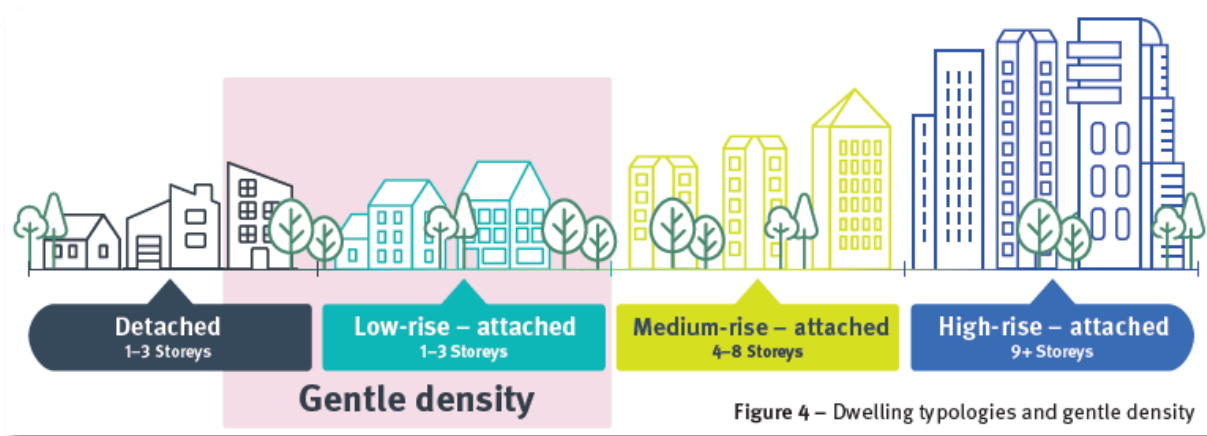 Detached
1–3 Storeys
Low-rise – attached
1–3 Storeys
Medium-rise – attached
4–8 Storeys
High-rise – attached
9+ Storeys
Gentle density
Figure 4 – Dwelling typologies and gentle density